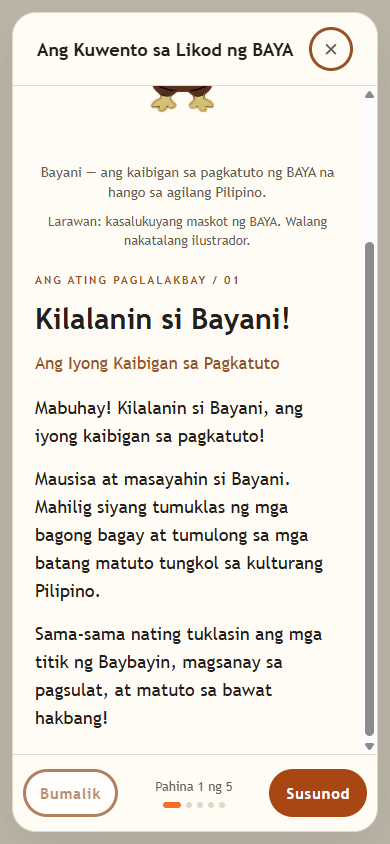 Ang Kuwento sa Likod ng BAYA
Bayani — ang kaibigan sa pagkatuto ng BAYA na
hango sa agilang Pilipino.
Larawan: kasalukuyang maskot ng BAYA. Walang
nakatalang ilustrador.
ANG ATING PAGLALAKBAY / 01
Kilalanin si Bayani!
Ang Iyong Kaibigan sa Pagkatuto
Mabuhay! Kilalanin si Bayani, ang
iyong kaibigan sa pagkatuto!
Mausisa at masayahin si Bayani.
Mahilig siyang tumuklas ng mga
bagong bagay at tumulong sa mga
batang matuto tungkol sa kulturang
Pilipino.
Sama-sama nating tuklasin ang mga
titik ng Baybayin, magsanay sa
pagsulat, at matuto sa bawat
hakbang!
Bumalik
Pahina 1 ng 5
Susunod